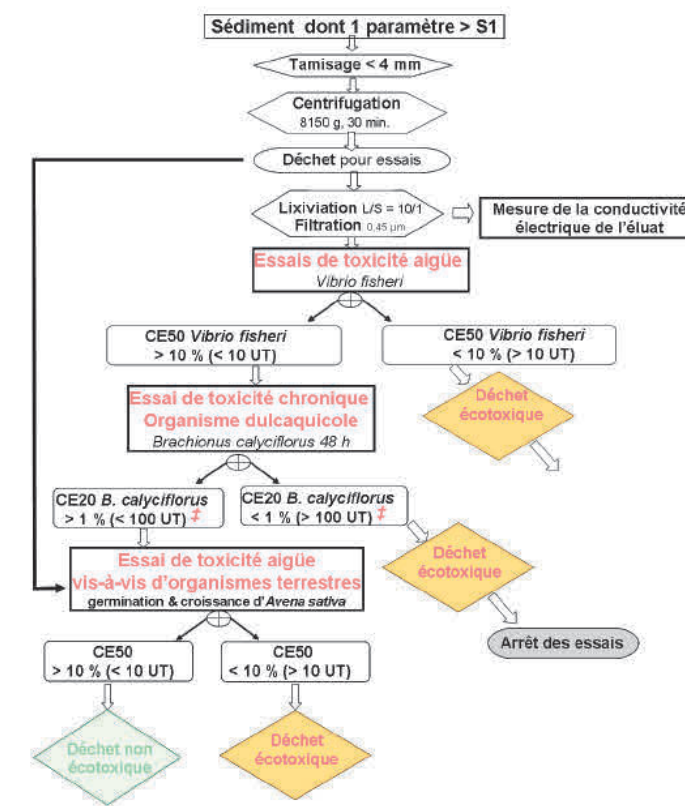 Sédiment dont 1 paramètre > S1
Tamisage < 4 mm
Centrifugation
8150 g, 30 min.
Déchet pour essais
Lixiviation L/S = 10/1
Filtration 0,45 µm
Mesure de la conductivité
électrique de l'éluat
Essais de toxicité aigüe
Vibrio fisheri
CE50 Vibrio fisheri
> 10 % (< 10 UT)
CE50 Vibrio fisheri
< 10 % (> 10 UT)
Déchet
écotoxique
Essai de toxicité chronique
Organisme dulcaquicole
Brachionus calyciflorus 48 h
CE20 B. calyciflorus
> 1 % (< 100 UT) ‡
CE20 B. calyciflorus
< 1 % (> 100 UT) ‡
Déchet
écotoxique
Essai de toxicité aigüe
vis-à-vis d'organismes terrestres
germination & croissance d'Avena sativa
Arrêt des essais
CE50
> 10 % (< 10 UT)
CE50
< 10 % (> 10 UT)
Déchet non
écotoxique
Déchet
écotoxique